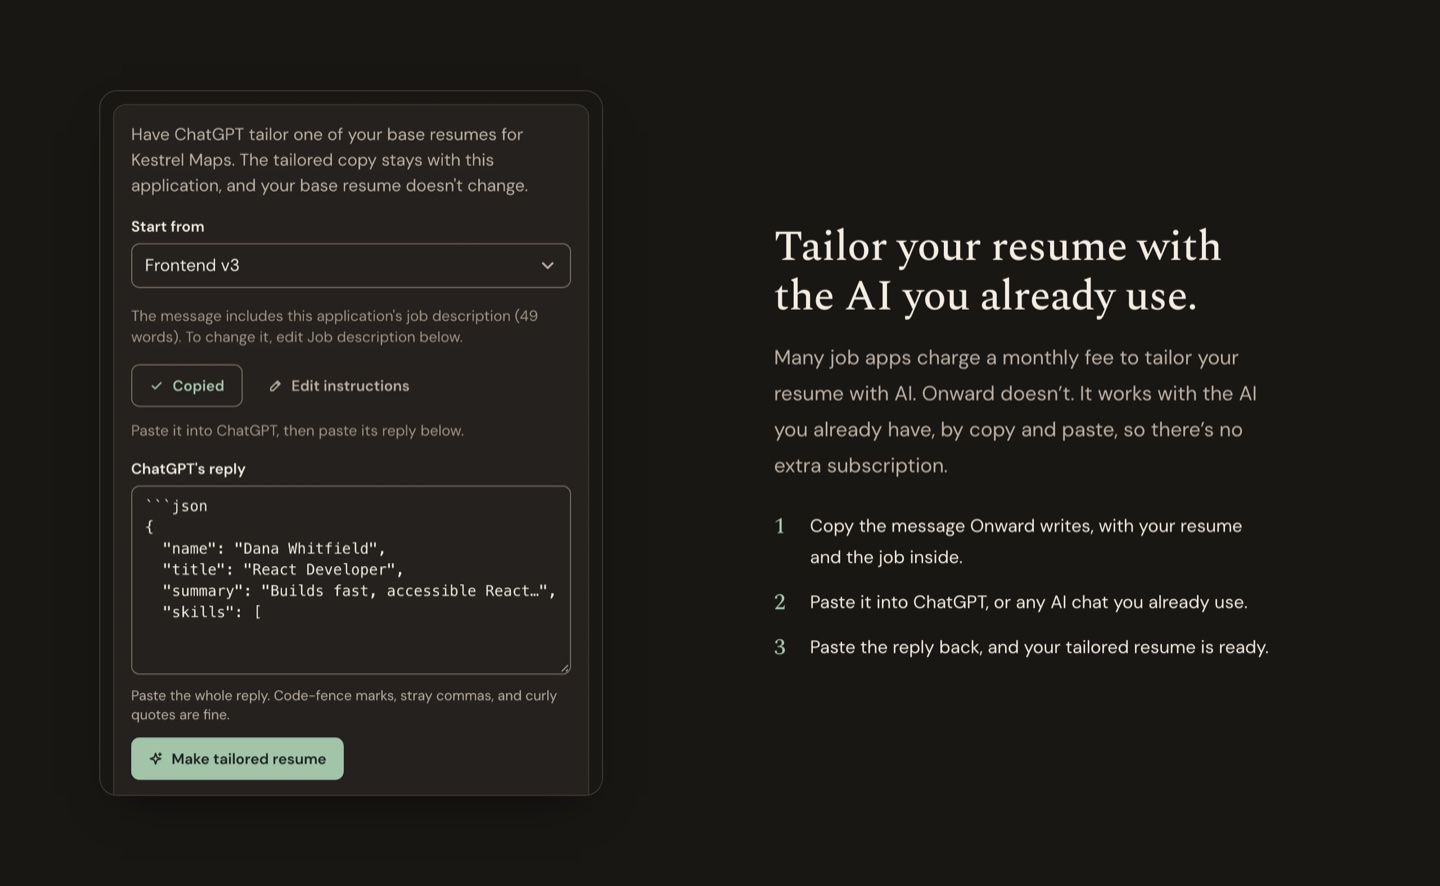 Have ChatGPT tailor one of your base resumes for
Kestrel Maps. The tailored copy stays with this
application, and your base resume doesn't change.
Start from
Frontend v3
The message includes this application's job description (49
words). To change it, edit Job description below.
Copied
Edit instructions
Paste it into ChatGPT, then paste its reply below.
ChatGPT's reply
```json
{
  "name": "Dana Whitfield",
  "title": "React Developer",
  "summary": "Builds fast, accessible React…",
  "skills": [
Paste the whole reply. Code-fence marks, stray commas, and curly
quotes are fine.
Make tailored resume
Tailor your resume with
the AI you already use.
Many job apps charge a monthly fee to tailor your
resume with AI. Onward doesn’t. It works with the AI
you already have, by copy and paste, so there’s no
extra subscription.
1 Copy the message Onward writes, with your resume
and the job inside.
2 Paste it into ChatGPT, or any AI chat you already use.
3 Paste the reply back, and your tailored resume is ready.